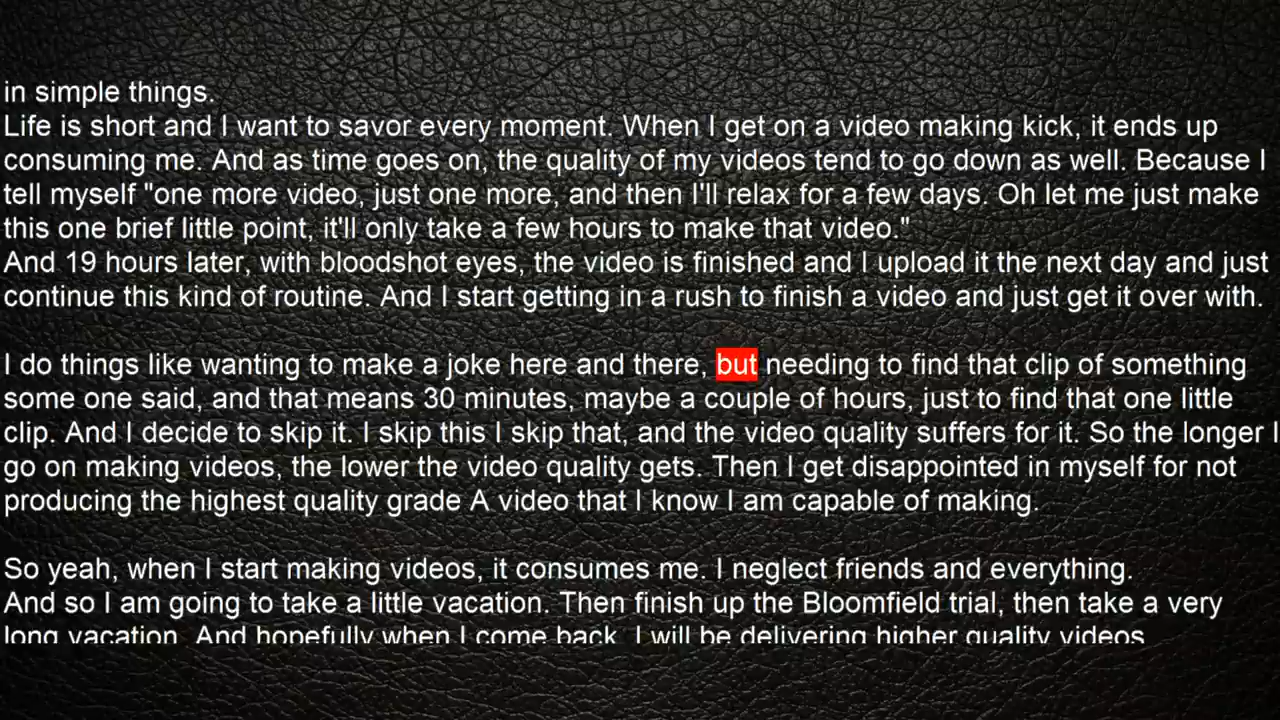 in simple things.
Life is short and I want to savor every moment. When I get on a video making kick, it ends up
consuming me. And as time goes on, the quality of my videos tend to go down as well. Because I
tell myself "one more video, just one more, and then I'll relax for a few days. Oh let me just make
this one brief little point, it'll only take a few hours to make that video."
And 19 hours later, with bloodshot eyes, the video is finished and I upload it the next day and just
continue this kind of routine. And I start getting in a rush to finish a video and just get it over with.
I do things like wanting to make a joke here and there, but needing to find that clip of something
some one said, and that means 30 minutes, maybe a couple of hours, just to find that one little
clip. And I decide to skip it. I skip this I skip that, and the video quality suffers for it. So the longer I
go on making videos, the lower the video quality gets. Then I get disappointed in myself for not
producing the highest quality grade A video that I know I am capable of making.
So yeah, when I start making videos, it consumes me. I neglect friends and everything.
And so I am going to take a little vacation. Then finish up the Bloomfield trial, then take a very
long vacation. And hopefully when I come back, I will be delivering higher quality videos